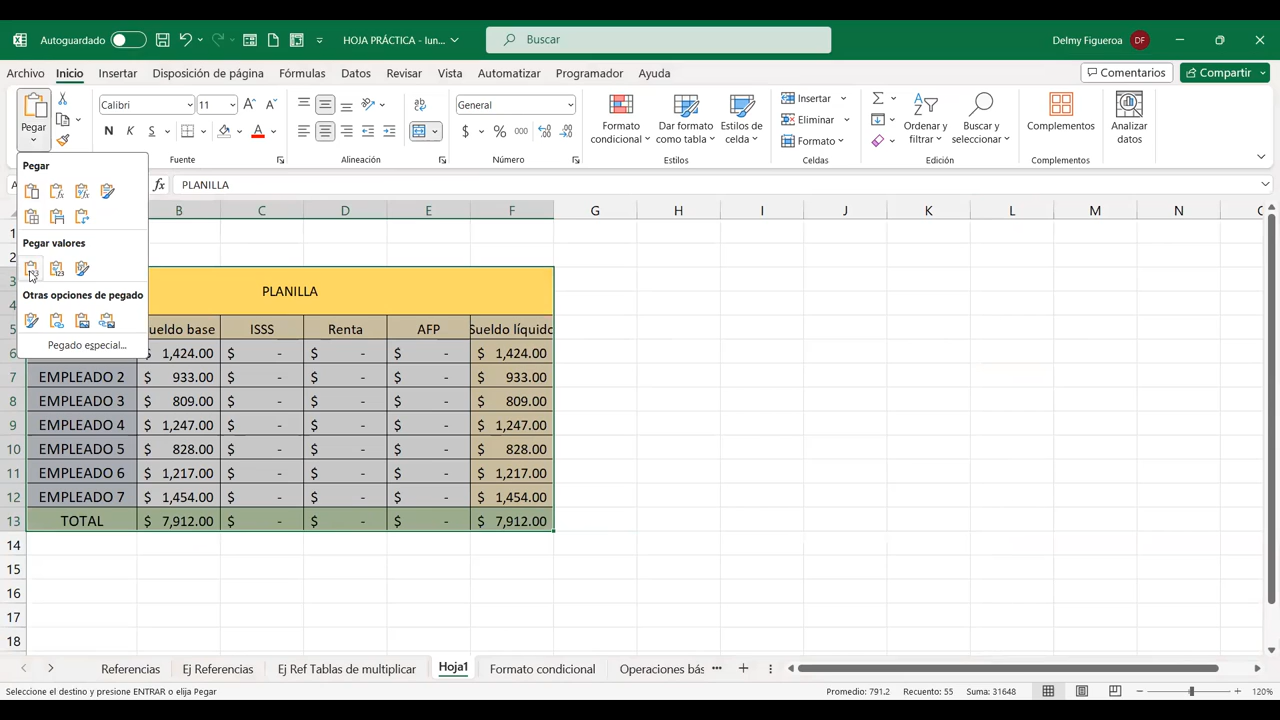 Autoguardado
HOJA PRÁCTICA - lun...
Buscar
Delmy Figueroa
DF
Archivo Inicio Insertar Disposición de página Fórmulas Datos Revisar Vista Automatizar Programador Ayuda
Comentarios
Compartir
Pegar
Calibri
11
N K S
Fuente
Alineación
General
$ % 000
Número
Formato condicional
Dar formato como tabla
Estilos de celda
Estilos
Insertar
Eliminar
Formato
Celdas
Ordenar y filtrar
Buscar y seleccionar
Edición
Complementos
Complementos
Analizar datos
Pegar
Pegar valores
Otras opciones de pegado
Pegado especial...
fx
PLANILLA
B C D E F G H I J K L M N
1
2
3
4 PLANILLA
5 ueldo base ISSS Renta AFP Sueldo líquido
6 1,424.00 $ - $ - $ - $ 1,424.00
7 EMPLEADO 2 $ 933.00 $ - $ - $ - $ 933.00
8 EMPLEADO 3 $ 809.00 $ - $ - $ - $ 809.00
9 EMPLEADO 4 $ 1,247.00 $ - $ - $ - $ 1,247.00
10 EMPLEADO 5 $ 828.00 $ - $ - $ - $ 828.00
11 EMPLEADO 6 $ 1,217.00 $ - $ - $ - $ 1,217.00
12 EMPLEADO 7 $ 1,454.00 $ - $ - $ - $ 1,454.00
13 TOTAL $ 7,912.00 $ - $ - $ - $ 7,912.00
14
15
16
17
18
Referencias Ej Referencias Ej Ref Tablas de multiplicar Hoja1 Formato condicional Operaciones bás ...
Seleccione el destino y presione ENTRAR o elija Pegar
Promedio: 791.2 Recuento: 55 Suma: 31648
120%